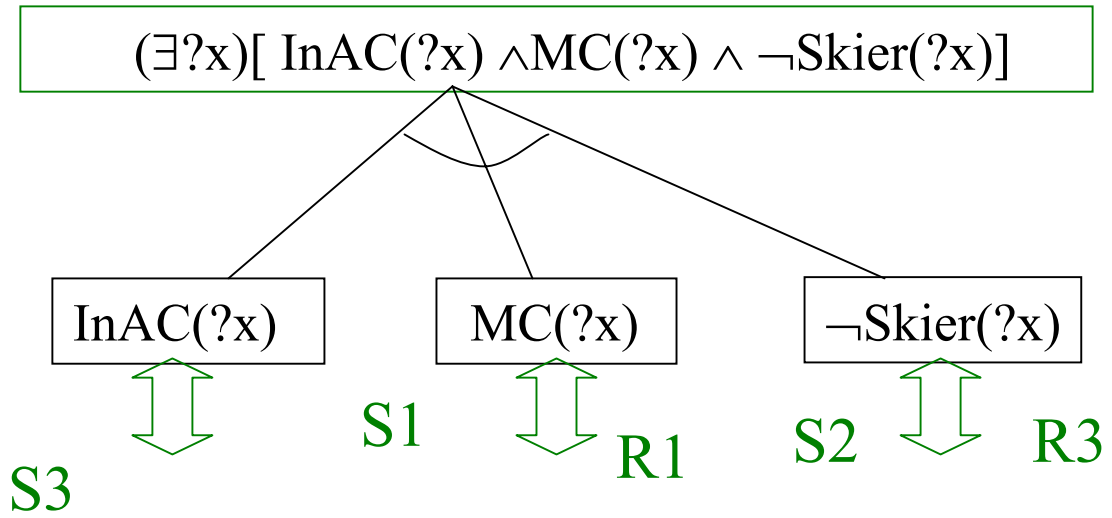 (∃?x)[ InAC(?x) ∧MC(?x) ∧ ¬Skier(?x)]
InAC(?x) MC(?x) ¬Skier(?x)
S3 S1 R1 S2 R3